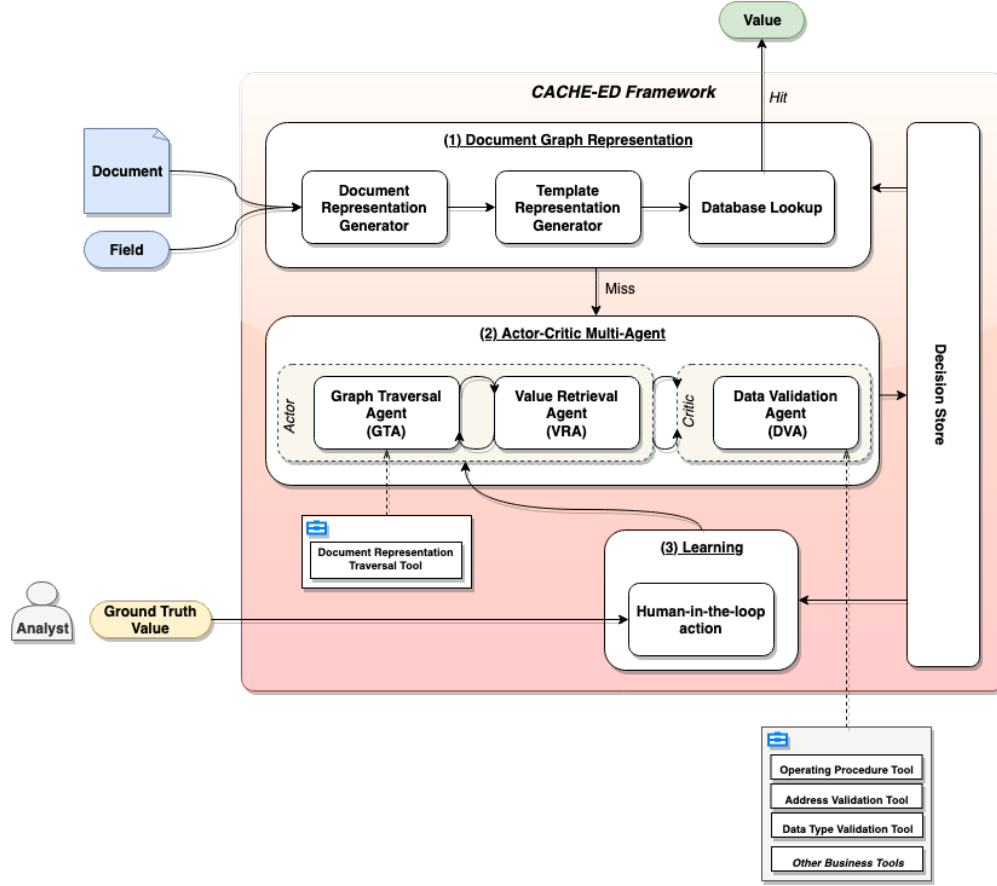 Value
CACHE-ED Framework
Hit
(1) Document Graph Representation
Document
Field
Document
Representation
Generator
Template
Representation
Generator
Database Lookup
Miss
(2) Actor-Critic Multi-Agent
Actor
Graph Traversal
Agent
(GTA)
Value Retrieval
Agent
(VRA)
Critic
Data Validation
Agent
(DVA)
Decision Store
Document Representation
Traversal Tool
(3) Learning
Human-in-the-loop
action
Analyst
Ground Truth
Value
Operating Procedure Tool
Address Validation Tool
Data Type Validation Tool
Other Business Tools